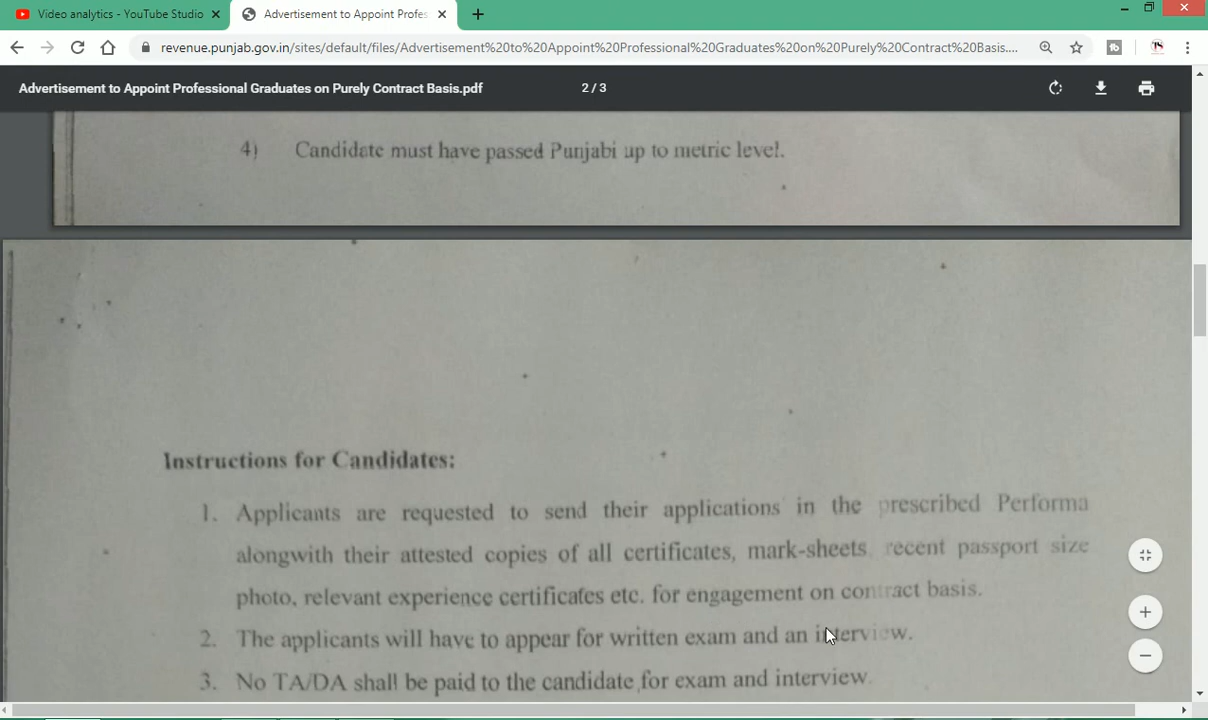 Video analytics - YouTube Studio
Advertisement to Appoint Profes
revenue.punjab.gov.in/sites/default/files/Advertisement%20to%20Appoint%20Professional%20Graduates%20on%20Purely%20Contract%20Basis....
Advertisement to Appoint Professional Graduates on Purely Contract Basis.pdf 2 / 3
4) Candidate must have passed Punjabi up to metric level.
Instructions for Candidates:
1. Applicants are requested to send their applications in the prescribed Performa
alongwith their attested copies of all certificates, mark-sheets, recent passport size
photo, relevant experience certificates etc. for engagement on contract basis.
2. The applicants will have to appear for written exam and an interview.
3. No TA/DA shall be paid to the candidate for exam and interview.